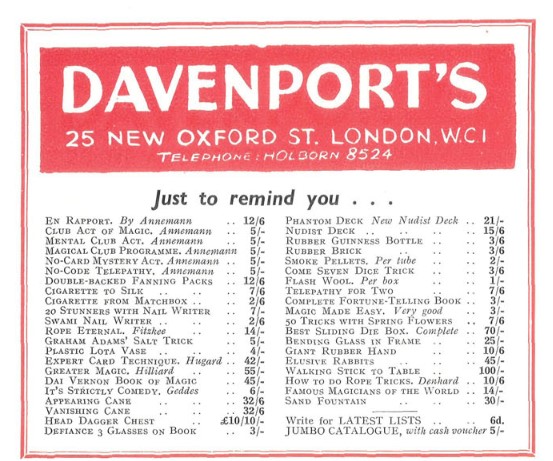 DAVENPORT'S
25 NEW OXFORD ST. LONDON, W.C.1
TELEPHONE: HOLBORN 8524
Just to remind you . . .
EN RAPPORT. By Annemann .. 12/6
CLUB ACT OF MAGIC. Annemann .. 5/-
MENTAL CLUB ACT. Annemann .. 5/-
MAGICAL CLUB PROGRAMME. Annemann 5/-
NO-CARD MYSTERY ACT. Annemann .. 5/-
NO-CODE TELEPATHY. Annemann .. 5/-
DOUBLE-BACKED FANNING PACKS .. 12/6
CIGARETTE TO SILK .. .. 7/6
CIGARETTE FROM MATCHBOX .. 2/6
20 STUNNERS WITH NAIL WRITER .. 7/-
SWAMI NAIL WRITER .. .. 2/6
ROPE ETERNAL. Fitzkee .. .. 14/-
GRAHAM ADAMS' SALT TRICK .. 5/-
PLASTIC LOTA VASE .. .. 4/-
EXPERT CARD TECHNIQUE. Hugard .. 42/-
GREATER MAGIC. Hilliard .. .. 55/-
DAI VERNON BOOK OF MAGIC .. 45/-
IT'S STRICTLY COMEDY. Geddes .. 6/-
APPEARING CANE .. .. 32/6
VANISHING CANE .. .. 32/6
HEAD DAGGER CHEST .. £10/10/-
DEFIANCE 3 GLASSES ON BOOK .. 3/-
PHANTOM DECK New Nudist Deck .. 21/-
NUDIST DECK .. .. .. 15/6
RUBBER GUINNESS BOTTLE .. .. 3/6
RUBBER BRICK .. .. 3/6
SMOKE PELLETS. Per tube .. 2/-
COME SEVEN DICE TRICK .. 3/6
FLASH WOOL. Per box .. .. 1/-
TELEPATHY FOR TWO .. .. 7/6
COMPLETE FORTUNE-TELLING BOOK .. 3/-
MAGIC MADE EASY. Very good .. 3/-
50 TRICKS WITH SPRING FLOWERS .. 7/6
BEST SLIDING DIE BOX. Complete .. 70/-
BENDING GLASS IN FRAME .. 25/-
GIANT RUBBER HAND .. .. 10/6
ELUSIVE RABBITS .. .. 45/-
WALKING STICK TO TABLE .. 100/-
HOW TO DO ROPE TRICKS. Denhard .. 10/6
FAMOUS MAGICIANS OF THE WORLD .. 14/-
SAND FOUNTAIN .. .. 30/-
Write for LATEST LISTS .. .. 6d.
JUMBO CATALOGUE, with cash voucher 5/-